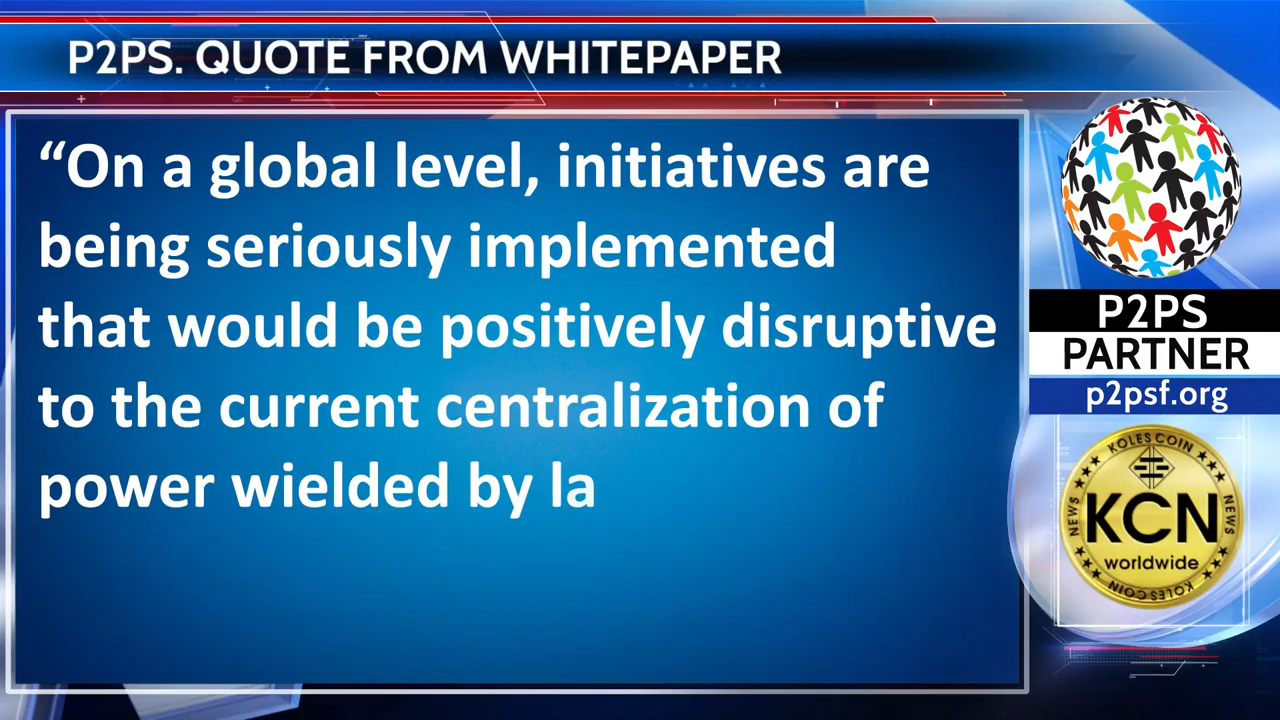 P2PS. QUOTE FROM WHITEPAPER
“On a global level, initiatives are
being seriously implemented
that would be positively disruptive
to the current centralization of
power wielded by la
P2PS
PARTNER
p2psf.org
KOLES COIN
NEWS
KCN
NEWS
worldwide
KOLES COIN